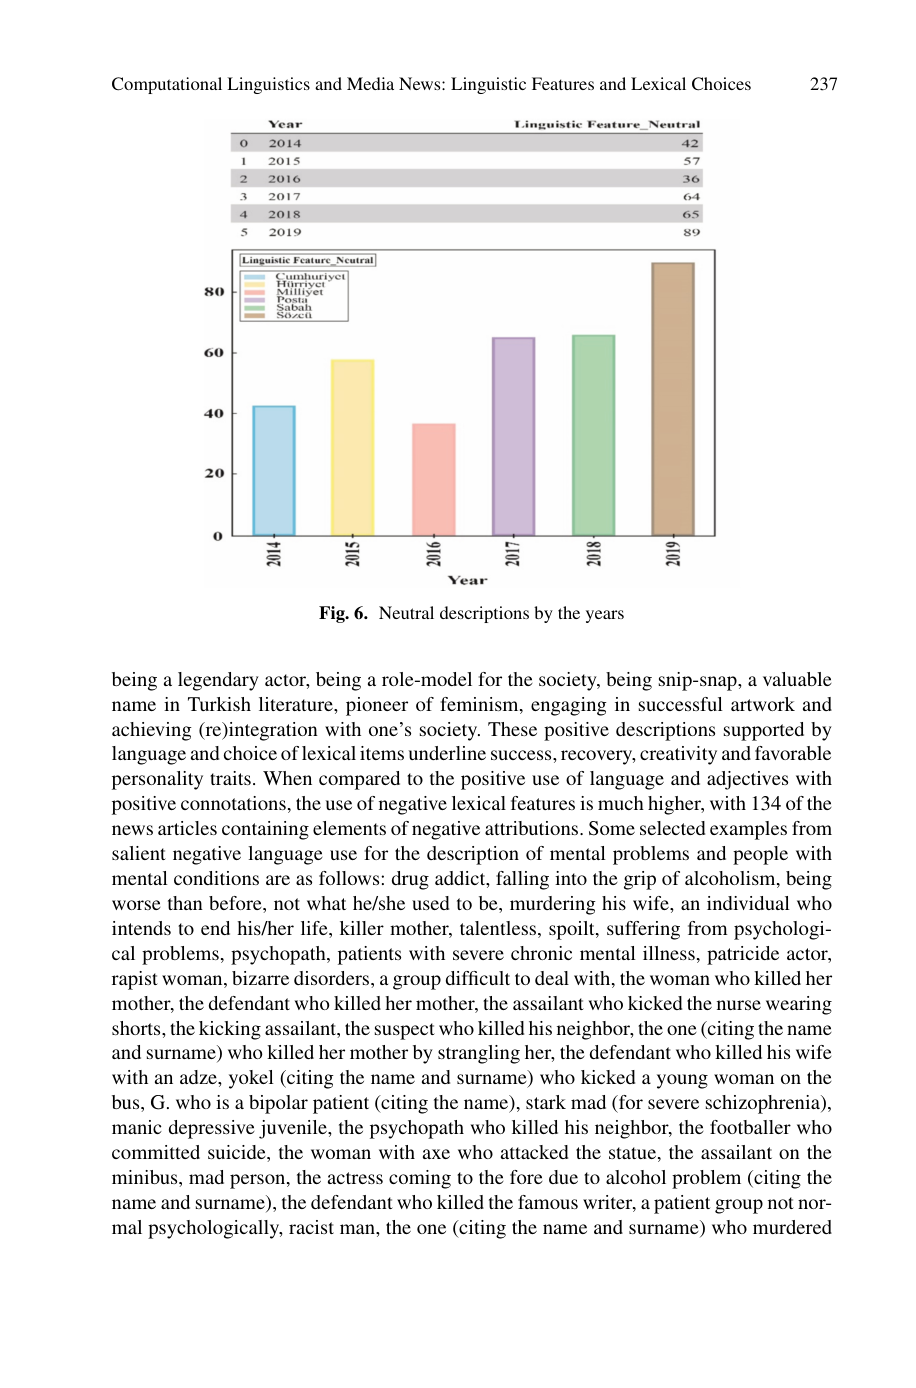 Computational Linguistics and Media News: Linguistic Features and Lexical Choices 237
Year Linguistic Feature_Neutral
0 2014 42
1 2015 57
2 2016 36
3 2017 64
4 2018 65
5 2019 89
Linguistic Feature_Neutral
Cumhuriyet
Hürriyet
Milliyet
Posta
Sabah
Sözcü
80
60
40
20
0
2014 2015 2016 2017 2018 2019
Year
Fig. 6. Neutral descriptions by the years
being a legendary actor, being a role-model for the society, being snip-snap, a valuable
name in Turkish literature, pioneer of feminism, engaging in successful artwork and
achieving (re)integration with one’s society. These positive descriptions supported by
language and choice of lexical items underline success, recovery, creativity and favorable
personality traits. When compared to the positive use of language and adjectives with
positive connotations, the use of negative lexical features is much higher, with 134 of the
news articles containing elements of negative attributions. Some selected examples from
salient negative language use for the description of mental problems and people with
mental conditions are as follows: drug addict, falling into the grip of alcoholism, being
worse than before, not what he/she used to be, murdering his wife, an individual who
intends to end his/her life, killer mother, talentless, spoilt, suffering from psychologi-
cal problems, psychopath, patients with severe chronic mental illness, patricide actor,
rapist woman, bizarre disorders, a group difficult to deal with, the woman who killed her
mother, the defendant who killed her mother, the assailant who kicked the nurse wearing
shorts, the kicking assailant, the suspect who killed his neighbor, the one (citing the name
and surname) who killed her mother by strangling her, the defendant who killed his wife
with an adze, yokel (citing the name and surname) who kicked a young woman on the
bus, G. who is a bipolar patient (citing the name), stark mad (for severe schizophrenia),
manic depressive juvenile, the psychopath who killed his neighbor, the footballer who
committed suicide, the woman with axe who attacked the statue, the assailant on the
minibus, mad person, the actress coming to the fore due to alcohol problem (citing the
name and surname), the defendant who killed the famous writer, a patient group not nor-
mal psychologically, racist man, the one (citing the name and surname) who murdered